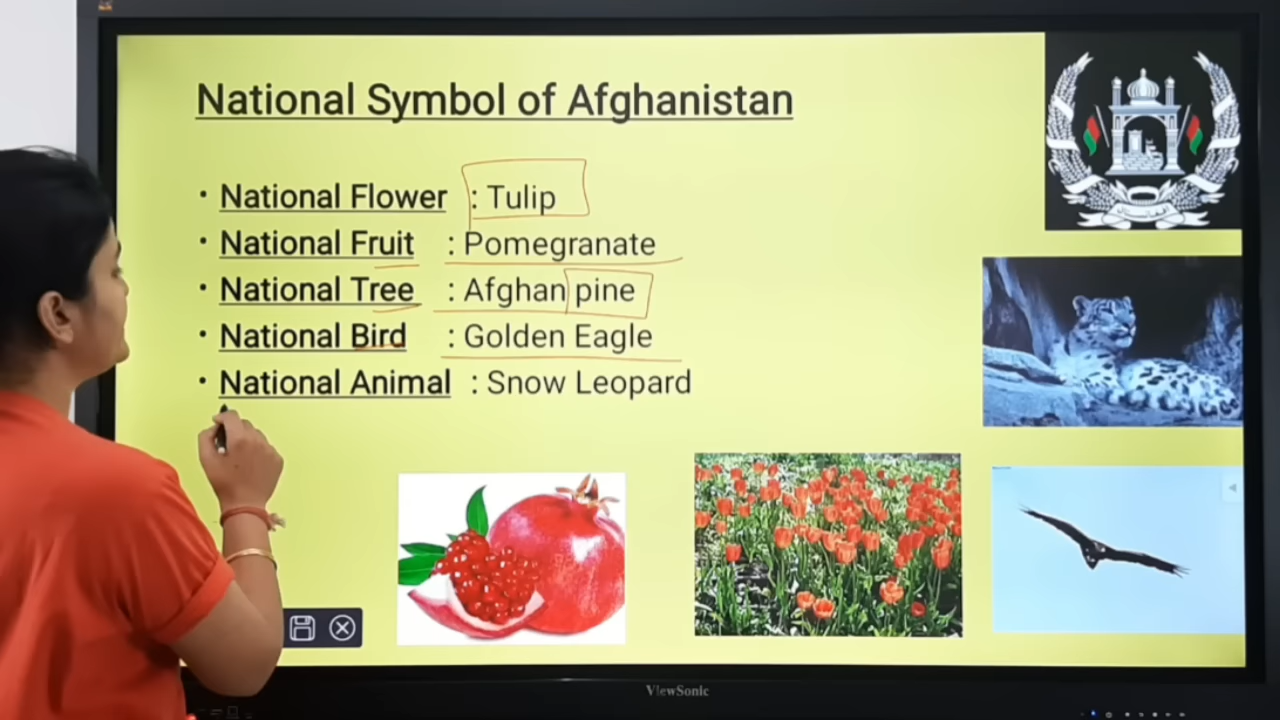 National Symbol of Afghanistan
• National Flower : Tulip
• National Fruit : Pomegranate
• National Tree : Afghan pine
• National Bird : Golden Eagle
• National Animal : Snow Leopard
ViewSonic